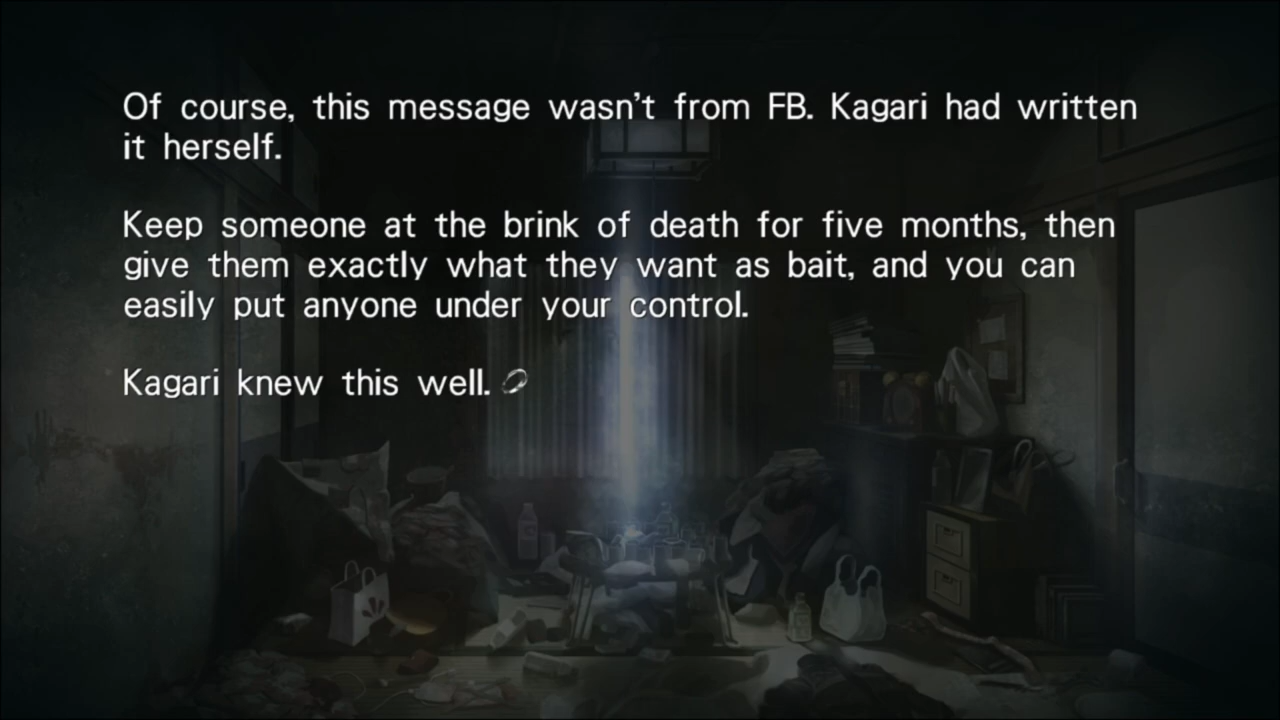 Of course, this message wasn't from FB. Kagari had written
it herself.
Keep someone at the brink of death for five months, then
give them exactly what they want as bait, and you can
easily put anyone under your control.
Kagari knew this well.